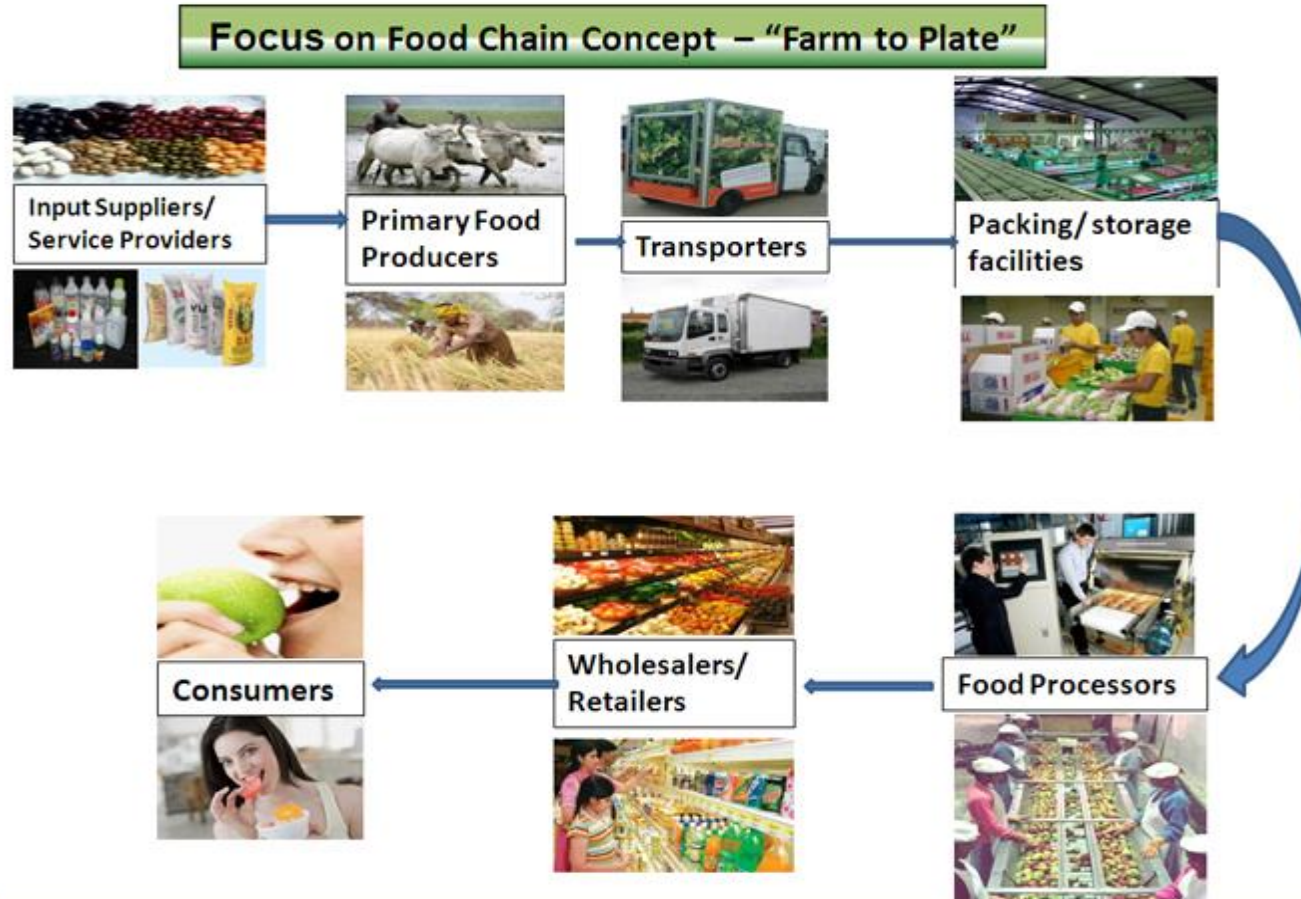 Focus on Food Chain Concept – “Farm to Plate”
Input Suppliers/
Service Providers
Primary Food
Producers
Transporters
Packing/ storage
facilities
Food Processors
Wholesalers/
Retailers
Consumers